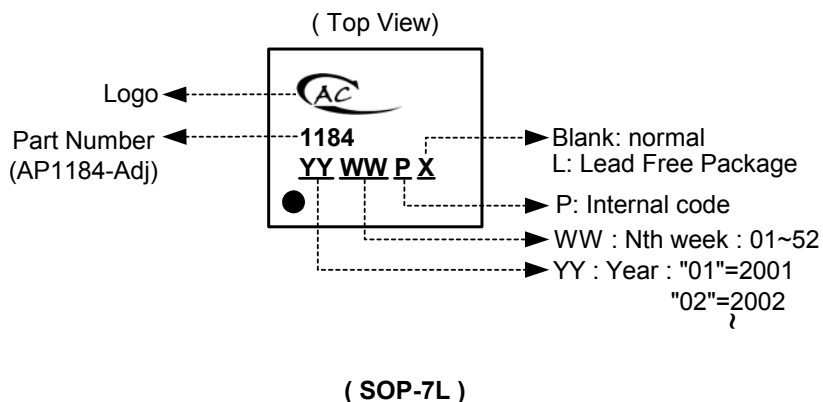 ( Top View)
AC
Logo
Part Number
(AP1184-Adj)
1184
YY WW P X
Blank: normal
L: Lead Free Package
P: Internal code
WW : Nth week : 01~52
YY : Year : "01"=2001
"02"=2002
~
( SOP-7L )